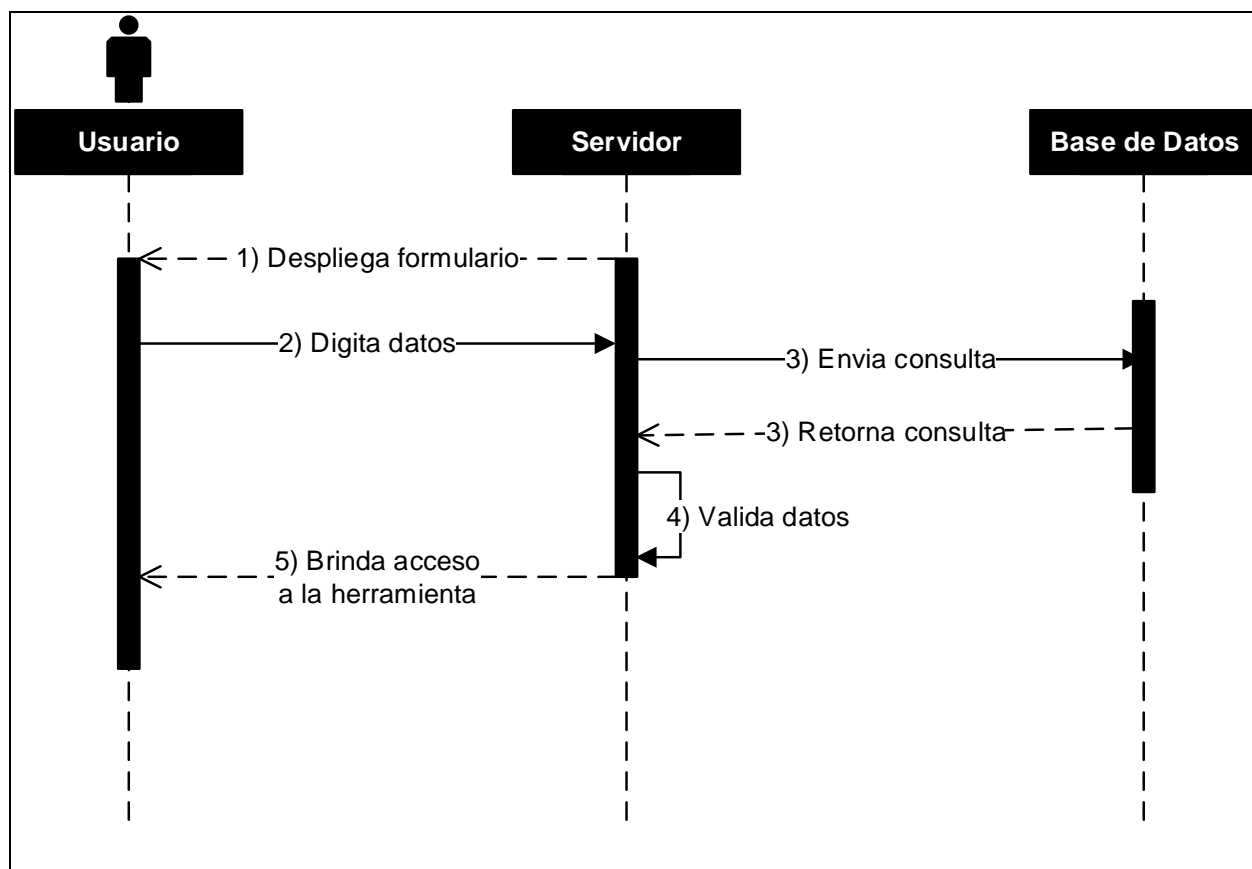 Usuario
Servidor
Base de Datos
1) Despliega formulario
2) Digita datos
3) Envia consulta
3) Retorna consulta
4) Valida datos
5) Brinda acceso
a la herramienta